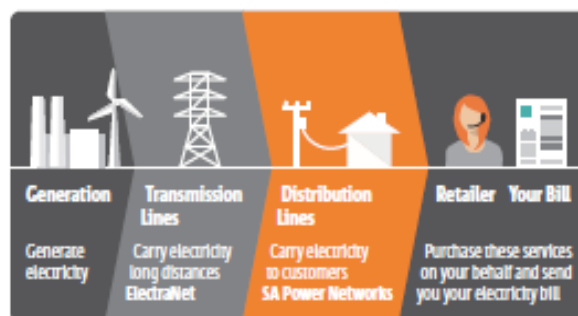 Generation
Generate
electricity
Transmission
Lines
Carry electricity
long distances
ElectraNet
Distribution
Lines
Carry electricity
to customers
SA Power Networks
Retailer Your Bill
Purchase these services
on your behalf and send
you your electricity bill